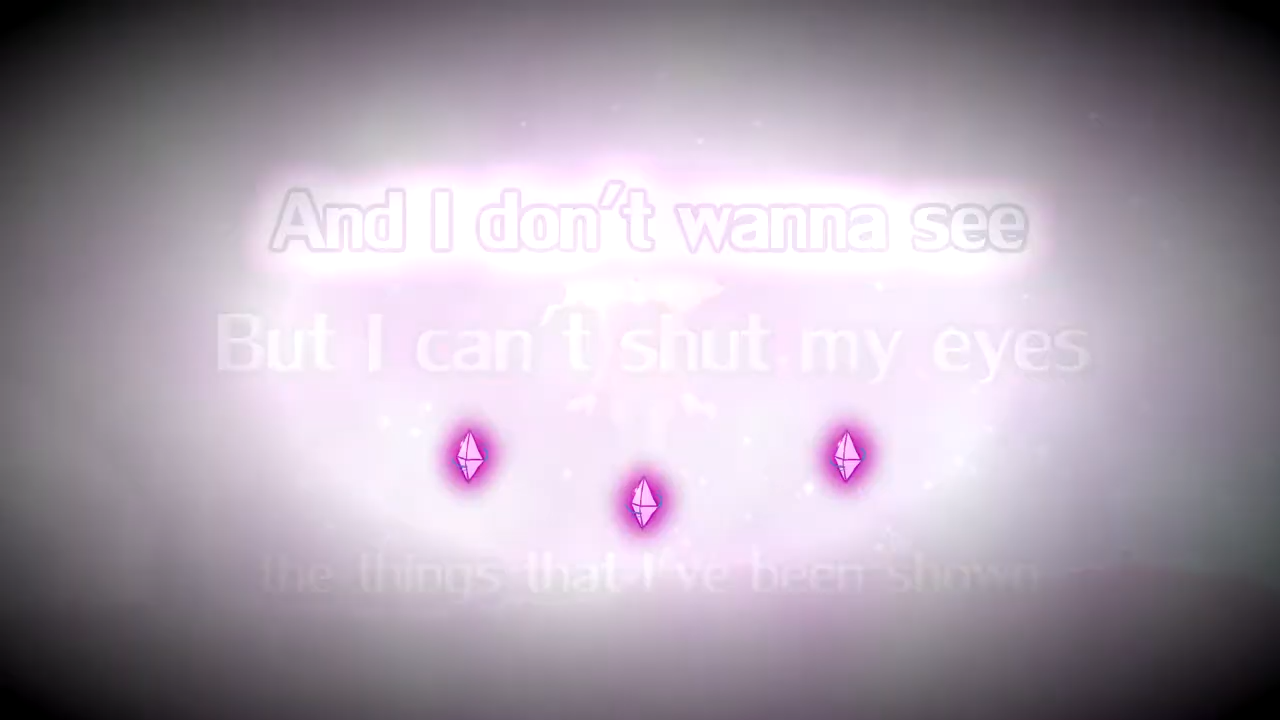 And I don't wanna see
But I can't shut my eyes
the things that I've been shown